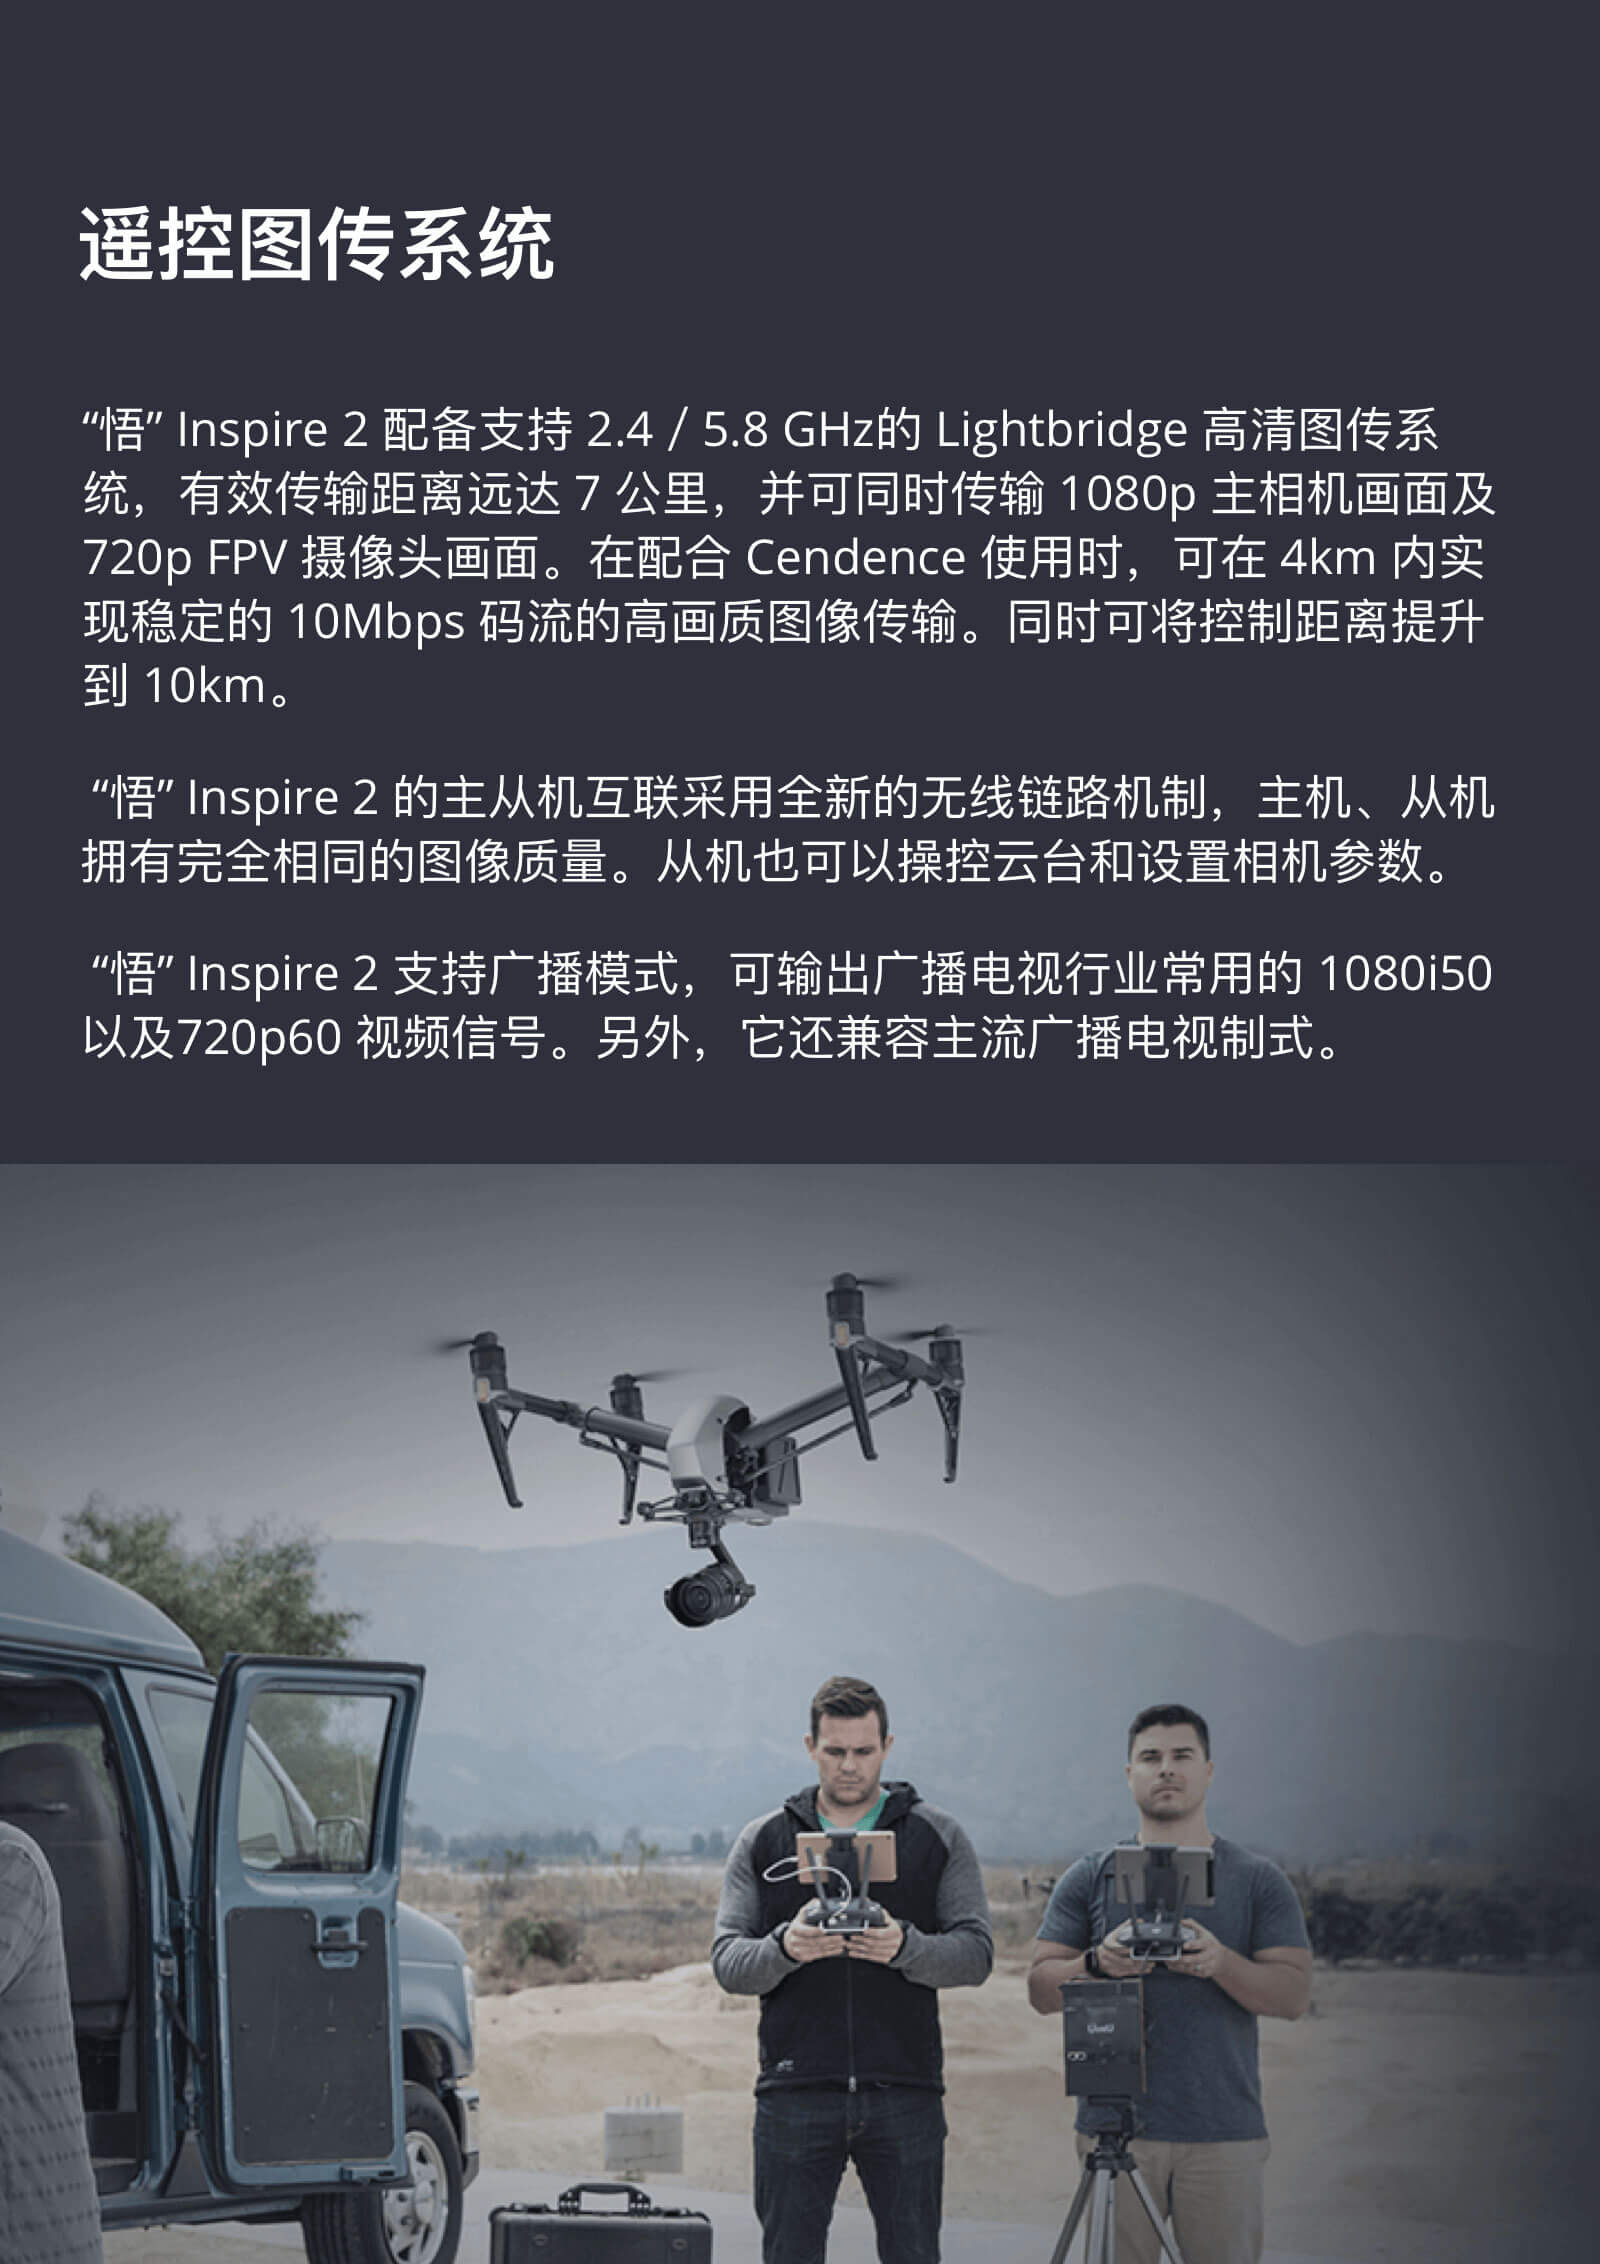 遥控图传系统
“悟” Inspire 2 配备支持 2.4 / 5.8 GHz的 Lightbridge 高清图传系
统，有效传输距离远达 7 公里，并可同时传输 1080p 主相机画面及
720p FPV 摄像头画面。在配合 Cendence 使用时，可在 4km 内实
现稳定的 10Mbps 码流的高画质图像传输。同时可将控制距离提升
到 10km。
“悟” Inspire 2 的主从机互联采用全新的无线链路机制，主机、从机
拥有完全相同的图像质量。从机也可以操控云台和设置相机参数。
“悟” Inspire 2 支持广播模式，可输出广播电视行业常用的 1080i50
以及720p60 视频信号。另外，它还兼容主流广播电视制式。